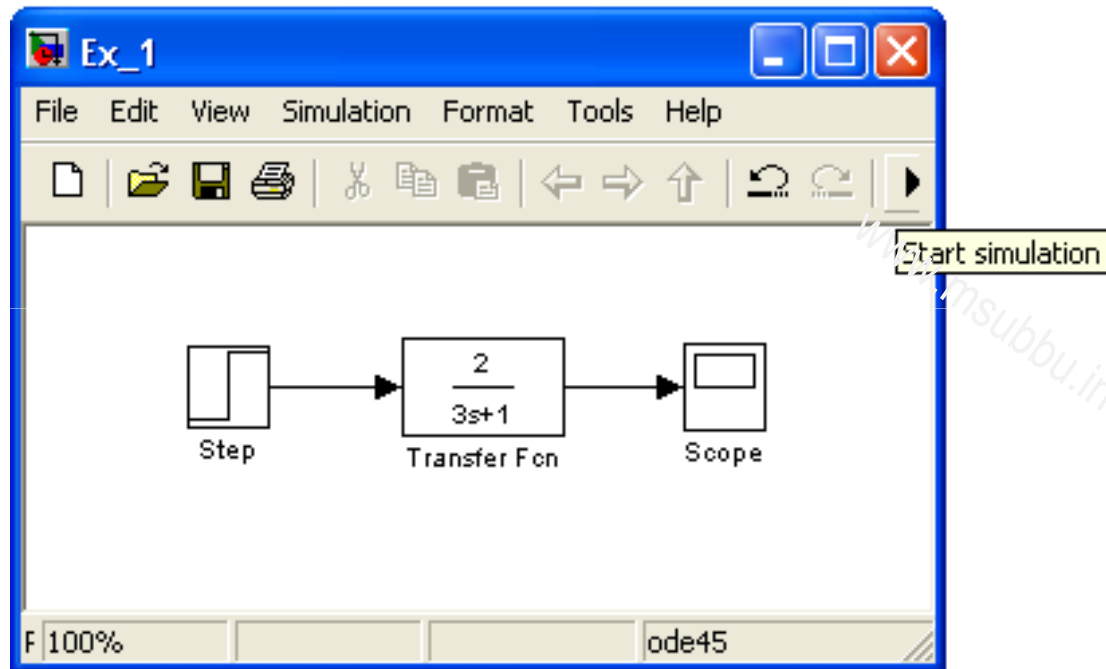 Ex_1
File Edit View Simulation Format Tools Help
Start simulation
www.msubbu.in
2
3s+1
Step
Transfer Fcn
Scope
F 100%
ode45